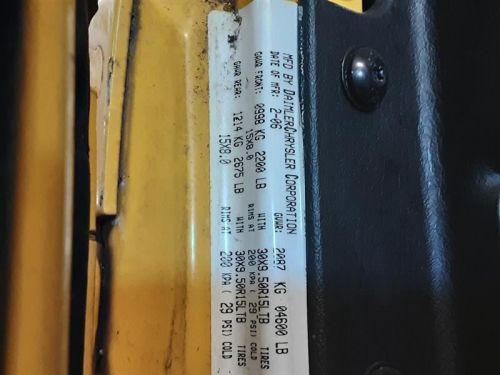 MFD BY DAIMLERCHRYSLER CORPORATION
DATE OF MFR: 2-06 GVWR: 2087 KG 04600 LB
GAWR FRONT: 0998 KG 2200 LB WITH 30X9.50R15LTB TIRES
15X8.0 RIMS AT 200 KPA ( 29 PSI) COLD
GAWR REAR: 1214 KG 2675 LB WITH 30X9.50R15LTB TIRES
15X8.0 RIMS AT 200 KPA ( 29 PSI) COLD